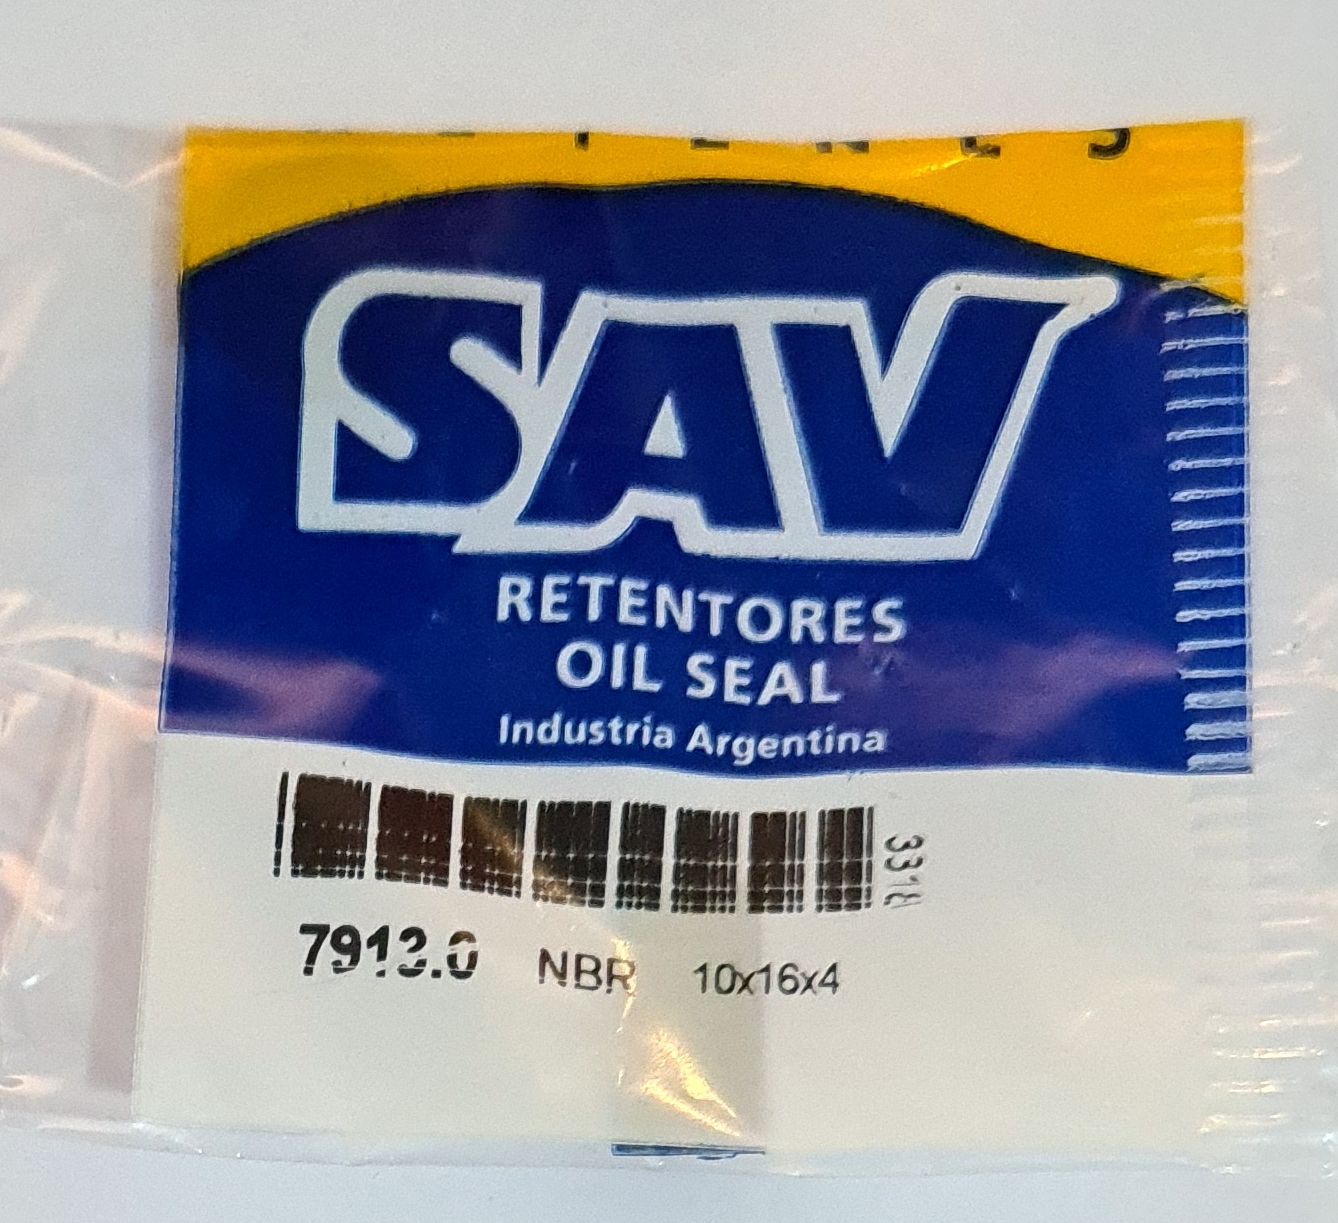 SAV
RETENTORES
OIL SEAL
Industria Argentina
7913.0 NBR 10x16x4